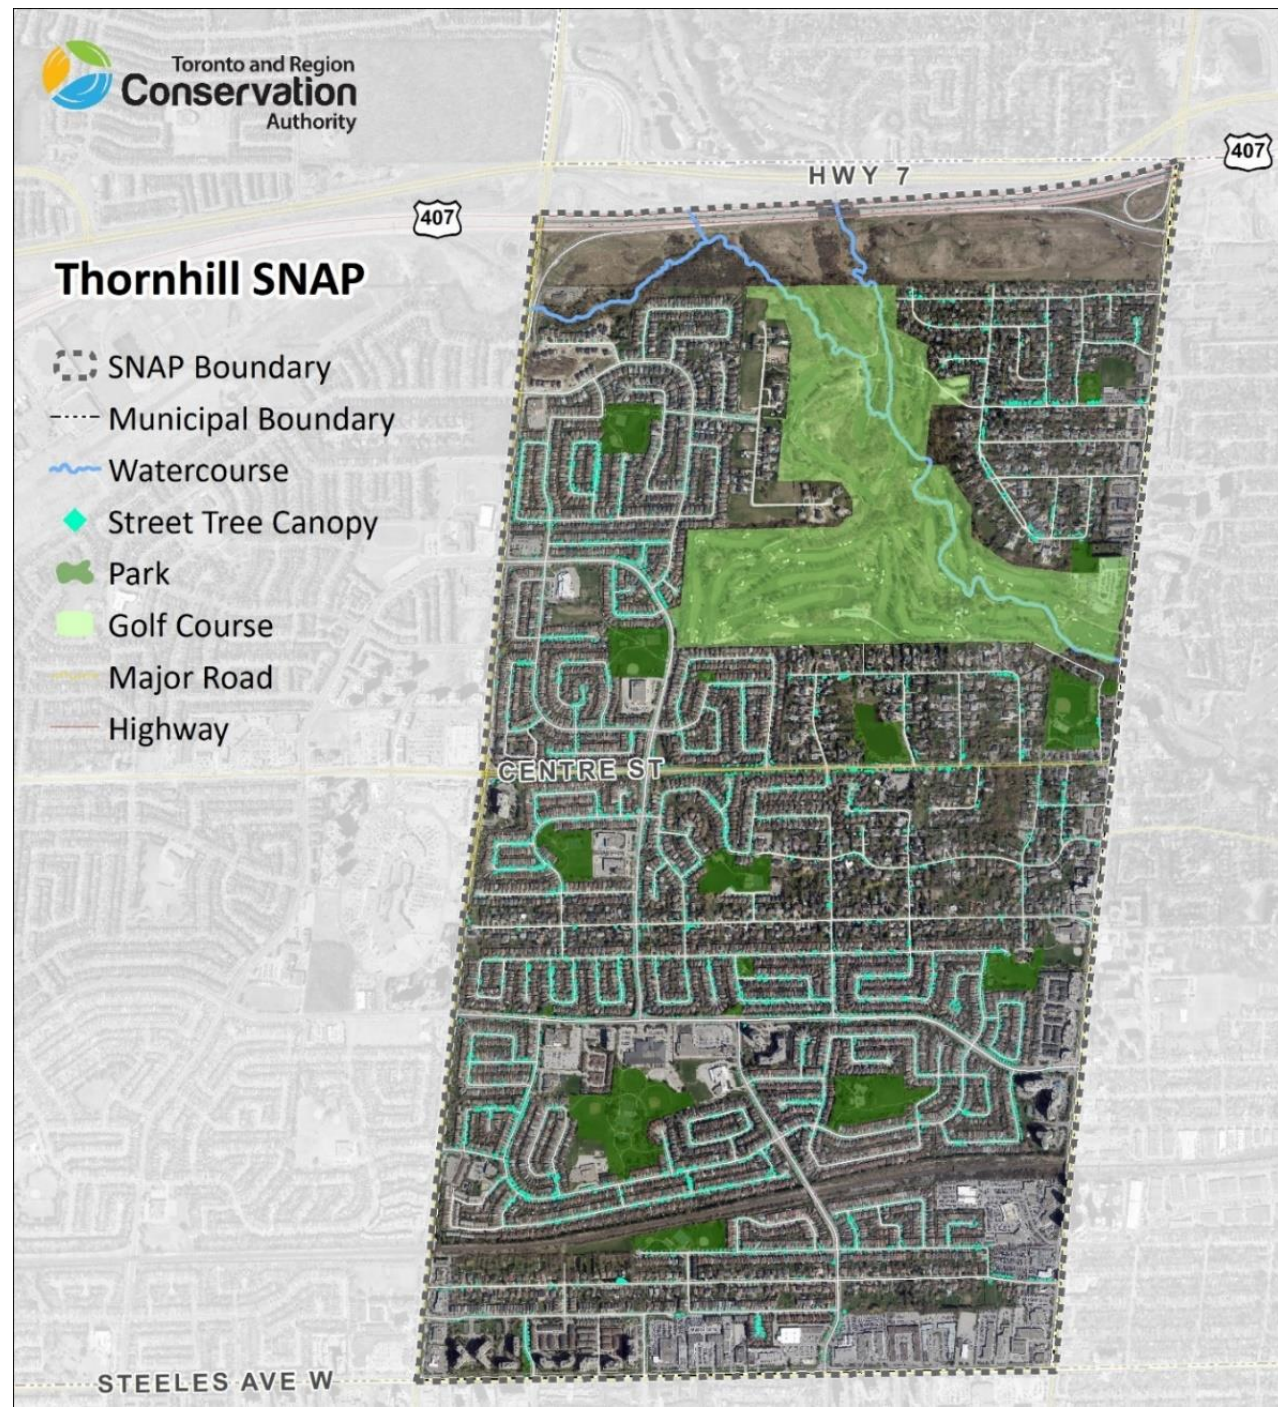 Toronto and Region
Conservation
Authority
HWY 7
407
407
Thornhill SNAP
SNAP Boundary
Municipal Boundary
Watercourse
Street Tree Canopy
Park
Golf Course
Major Road
Highway
CENTRE ST
STEELES AVE W